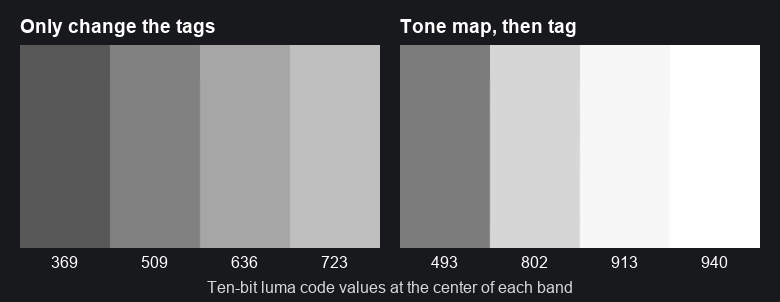 Only change the tags
Tone map, then tag
369 509 636 723
493 802 913 940
Ten-bit luma code values at the center of each band